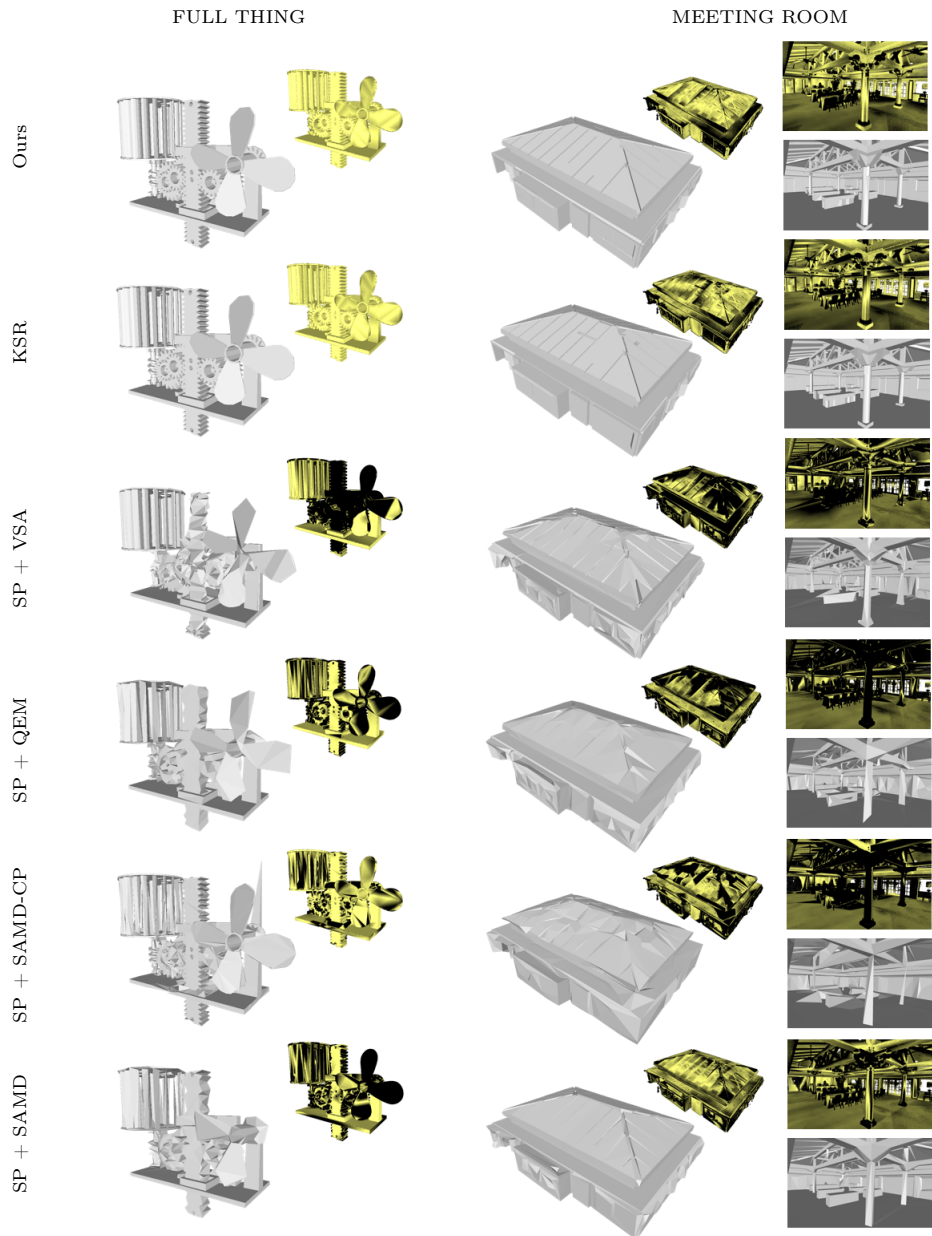 FULL THING
MEETING ROOM
Ours
KSR
SP + VSA
SP + QEM
SP + SAMD-CP
SP + SAMD